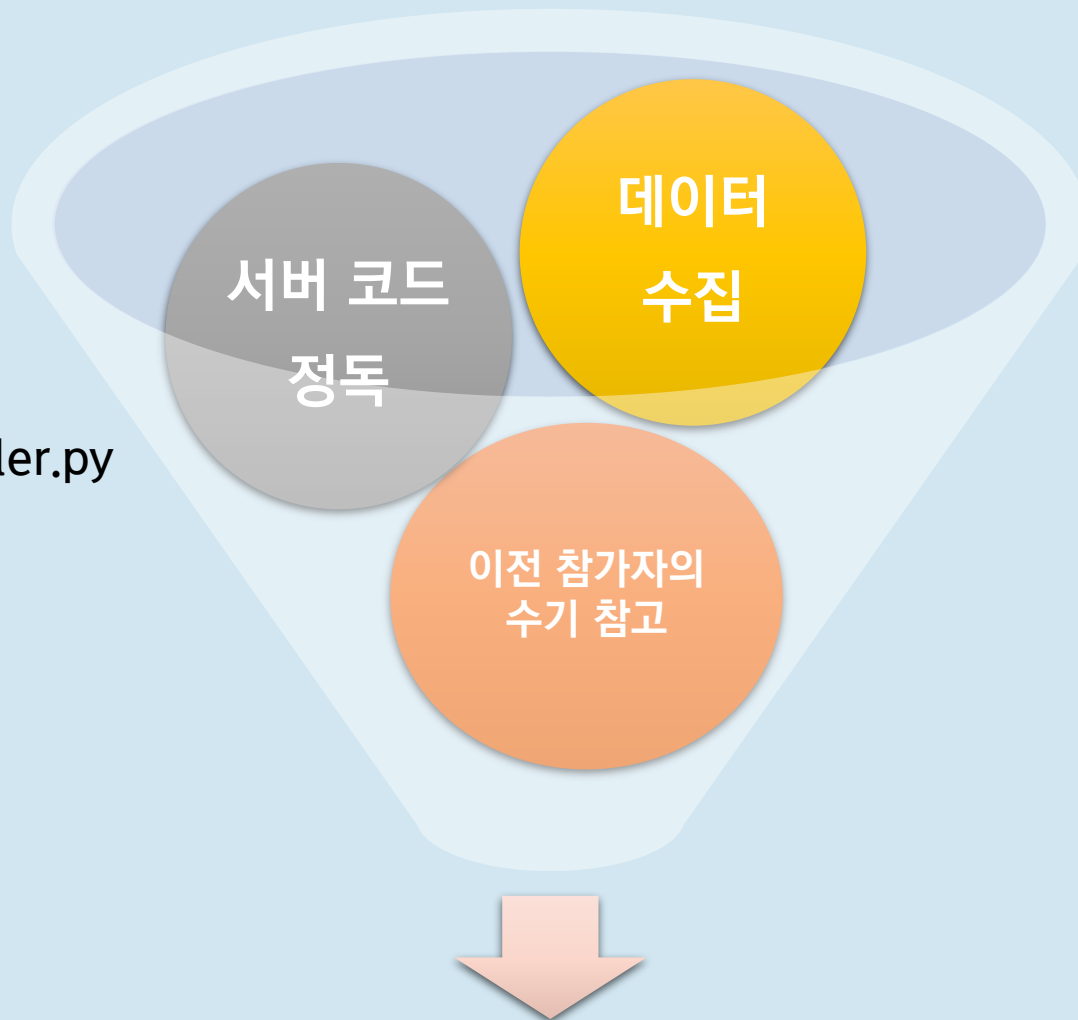 데이터
수집
서버 코드
정독
ler.py
이전 참가자의
수기 참고